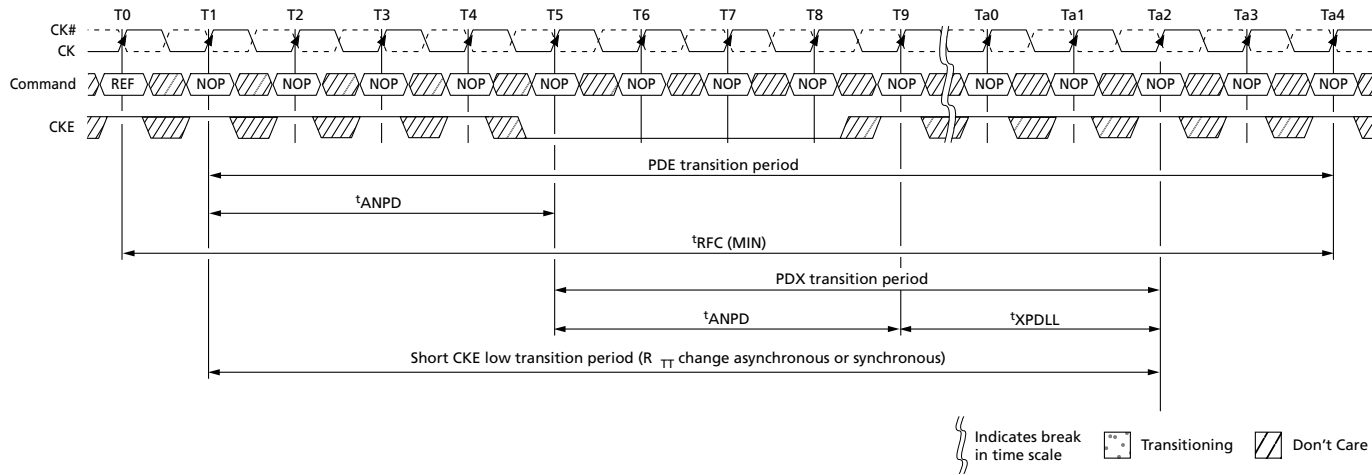 T0 T1 T2 T3 T4 T5 T6 T7 T8 T9 Ta0 Ta1 Ta2 Ta3 Ta4
CK#
CK
Command REF NOP NOP NOP NOP NOP NOP NOP NOP NOP NOP NOP NOP NOP NOP
CKE
PDE transition period
tANPD
tRFC (MIN)
PDX transition period
tANPD tXPDLL
Short CKE low transition period (R TT change asynchronous or synchronous)
Indicates break
in time scale
Transitioning
Don't Care